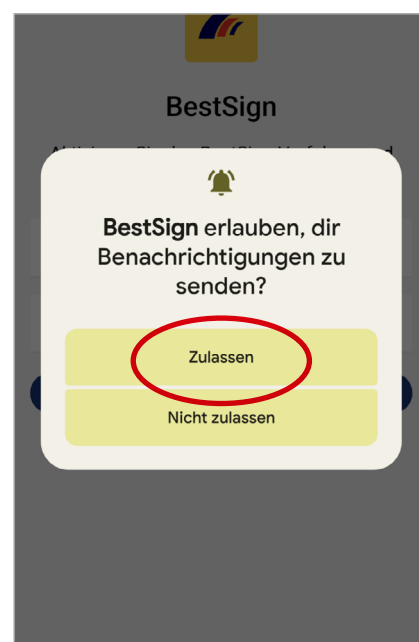 BestSign
BestSign erlauben, dir
Benachrichtigungen zu
senden?
Zulassen
Nicht zulassen